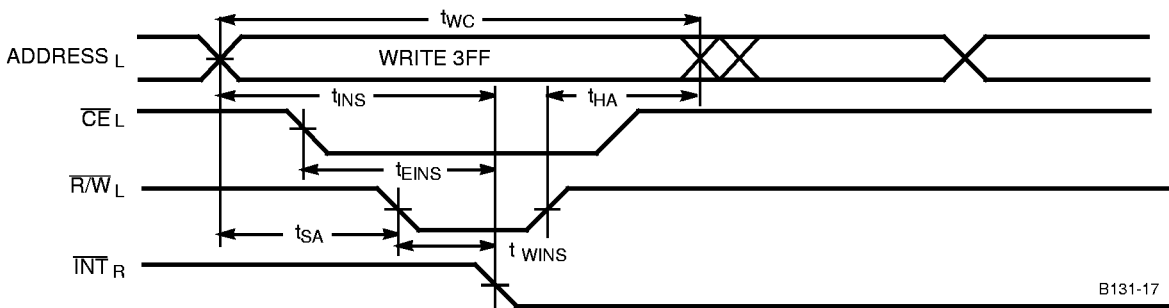 tWC
ADDRESS L
WRITE 3FF
tINS
tHA
CE L
tEINS
R/W L
tSA
t WINS
INT R
B131-17